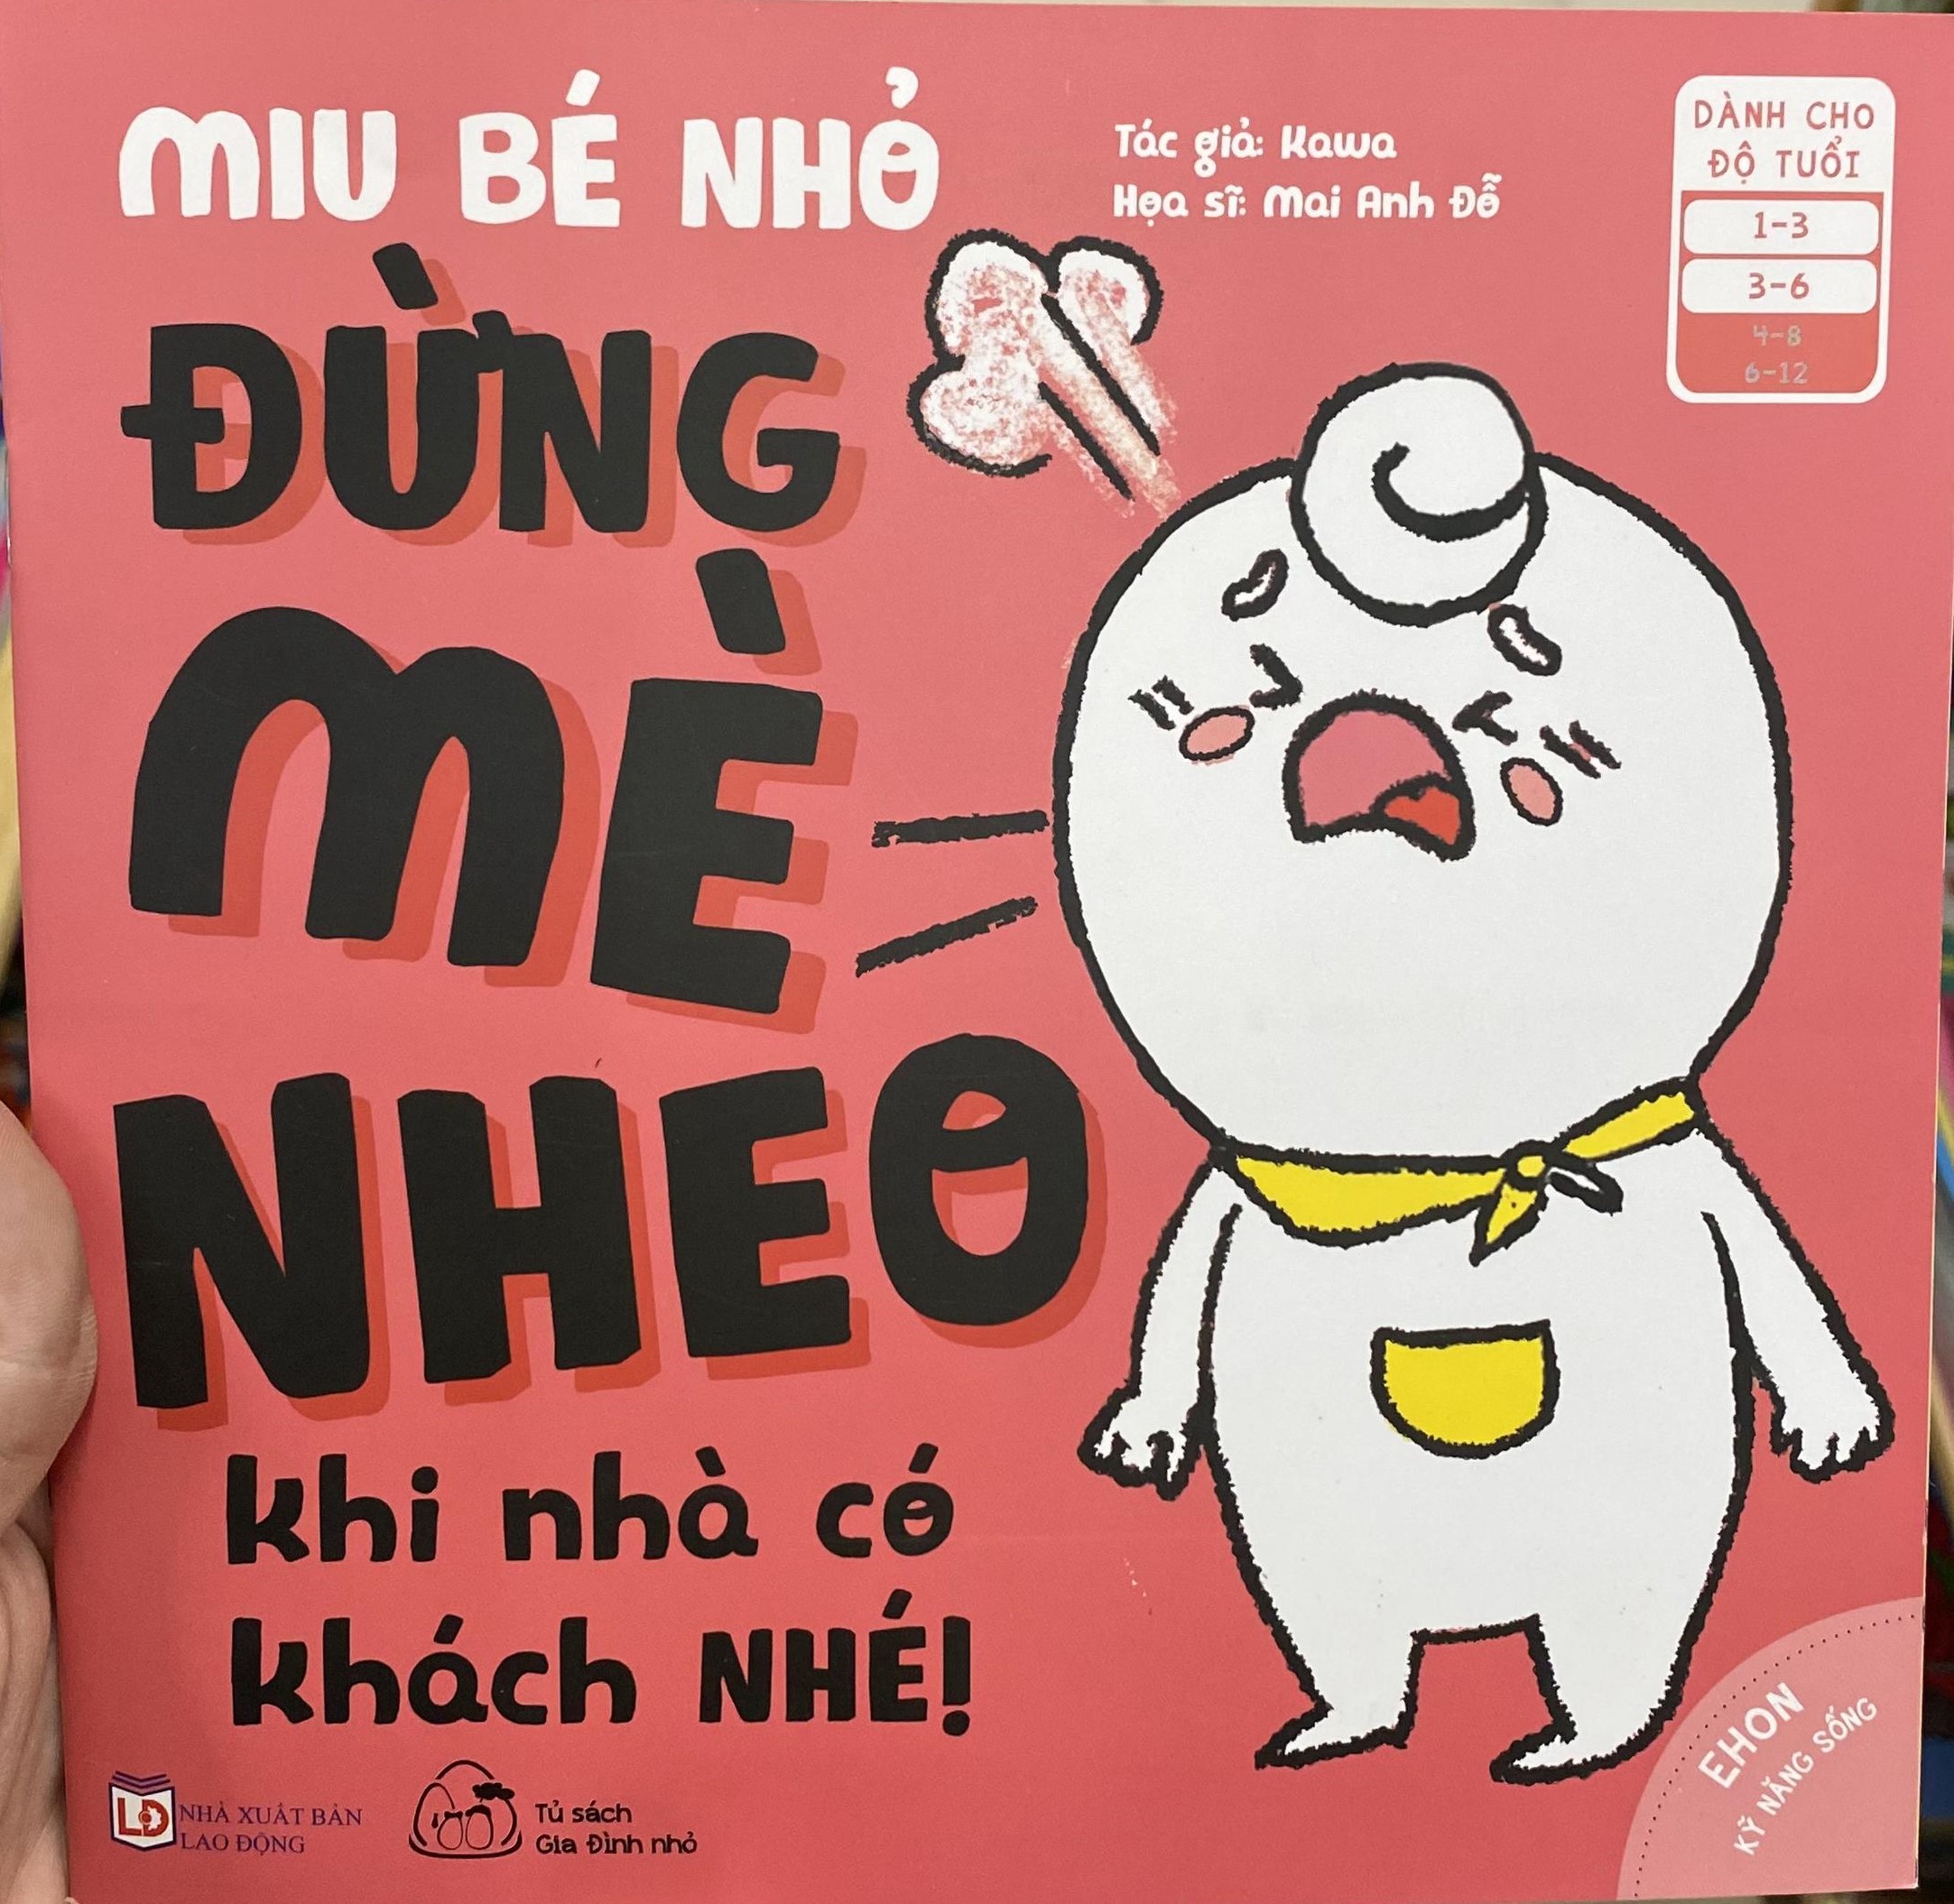 MIU BÉ NHỎ
Tác giả: Kawa
Họa sĩ: Mai Anh Đỗ
DÀNH CHO
ĐỘ TUỔI
1-3
3-6
4-8
6-12
ĐỪNG
MÈ
NHEO
khi nhà có
khách NHÉ!
LĐ
NHÀ XUẤT BẢN
LAO ĐỘNG
Tủ sách
Gia Đình nhỏ
EHON
KỸ NĂNG SỐNG